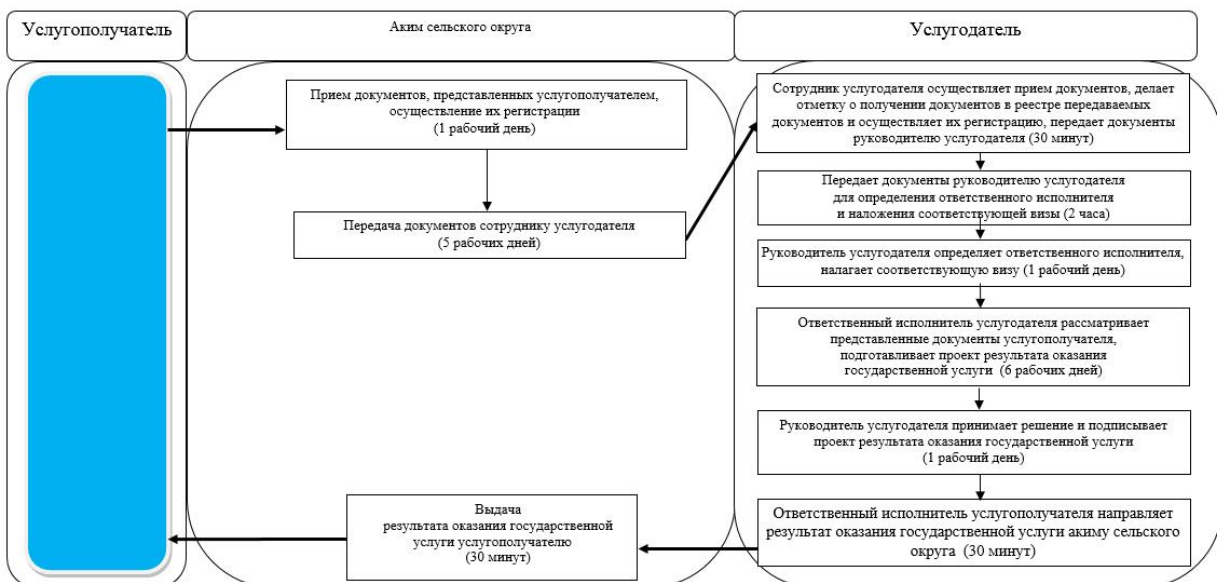 Услугополучатель
Аким сельского округа
Услугодатель
Прием документов, представленных услугополучателем,
осуществление их регистрации
(1 рабочий день)
Передача документов сотруднику услугодателя
(5 рабочих дней)
Сотрудник услугодателя осуществляет прием документов, делает
отметку о получении документов в реестре передаваемых
документов и осуществляет их регистрацию, передает документы
руководителю услугодателя (30 минут)
Передает документы руководителю услугодателя
для определения ответственного исполнителя
и наложения соответствующей визы (2 часа)
Руководитель услугодателя определяет ответственного исполнителя,
налагает соответствующую визу (1 рабочий день)
Ответственный исполнитель услугодателя рассматривает
представленные документы услугополучателя,
подготавливает проект результата оказания
государственной услуги (6 рабочих дней)
Руководитель услугодателя принимает решение и подписывает
проект результата оказания государственной услуги
(1 рабочий день)
Ответственный исполнитель услугополучателя направляет
результат оказания государственной услуги акиму сельского
округа (30 минут)
Выдача
результата оказания государственной
услуги услугополучателю
(30 минут)